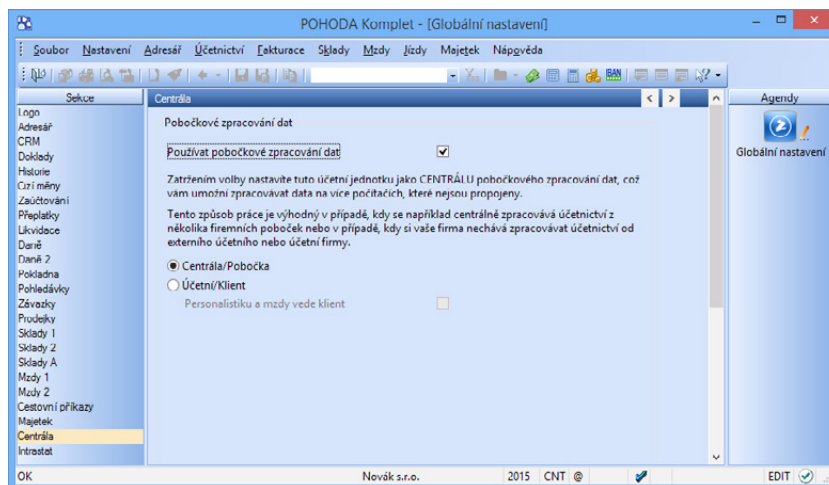 POHODA Komplet - [Globální nastavení]
Soubor Nastavení Adresář Účetnictví Fakturace Sklady Mzdy Jízdy Majetek Nápověda
Sekce
Logo
Adresář
CRM
Doklady
Historie
Cizí měny
Zaúčtování
Přeplatky
Likvidace
Daně
Daně 2
Pokladna
Pohledávky
Závazky
Prodejky
Sklady 1
Sklady 2
Sklady A
Mzdy 1
Mzdy 2
Cestovní příkazy
Majetek
Centrála
Intrastat
Centrála
Pobočkové zpracování dat
Používat pobočkové zpracování dat
Zatržením volby nastavíte tuto účetní jednotku jako CENTRÁLU pobočkového zpracování dat, což
vám umožní zpracovávat data na více počítačích, které nejsou propojeny.
Tento způsob práce je výhodný v případě, kdy se například centrálně zpracovává účetnictví z
několika firemních poboček nebo v případě, kdy si vaše firma nechává zpracovávat účetnictví od
externího účetního nebo účetní firmy.
Centrála/Pobočka
Účetní/Klient
Personalistiku a mzdy vede klient
Agendy
Globální nastavení
OK Novák s.r.o. 2015 CNT @ EDIT